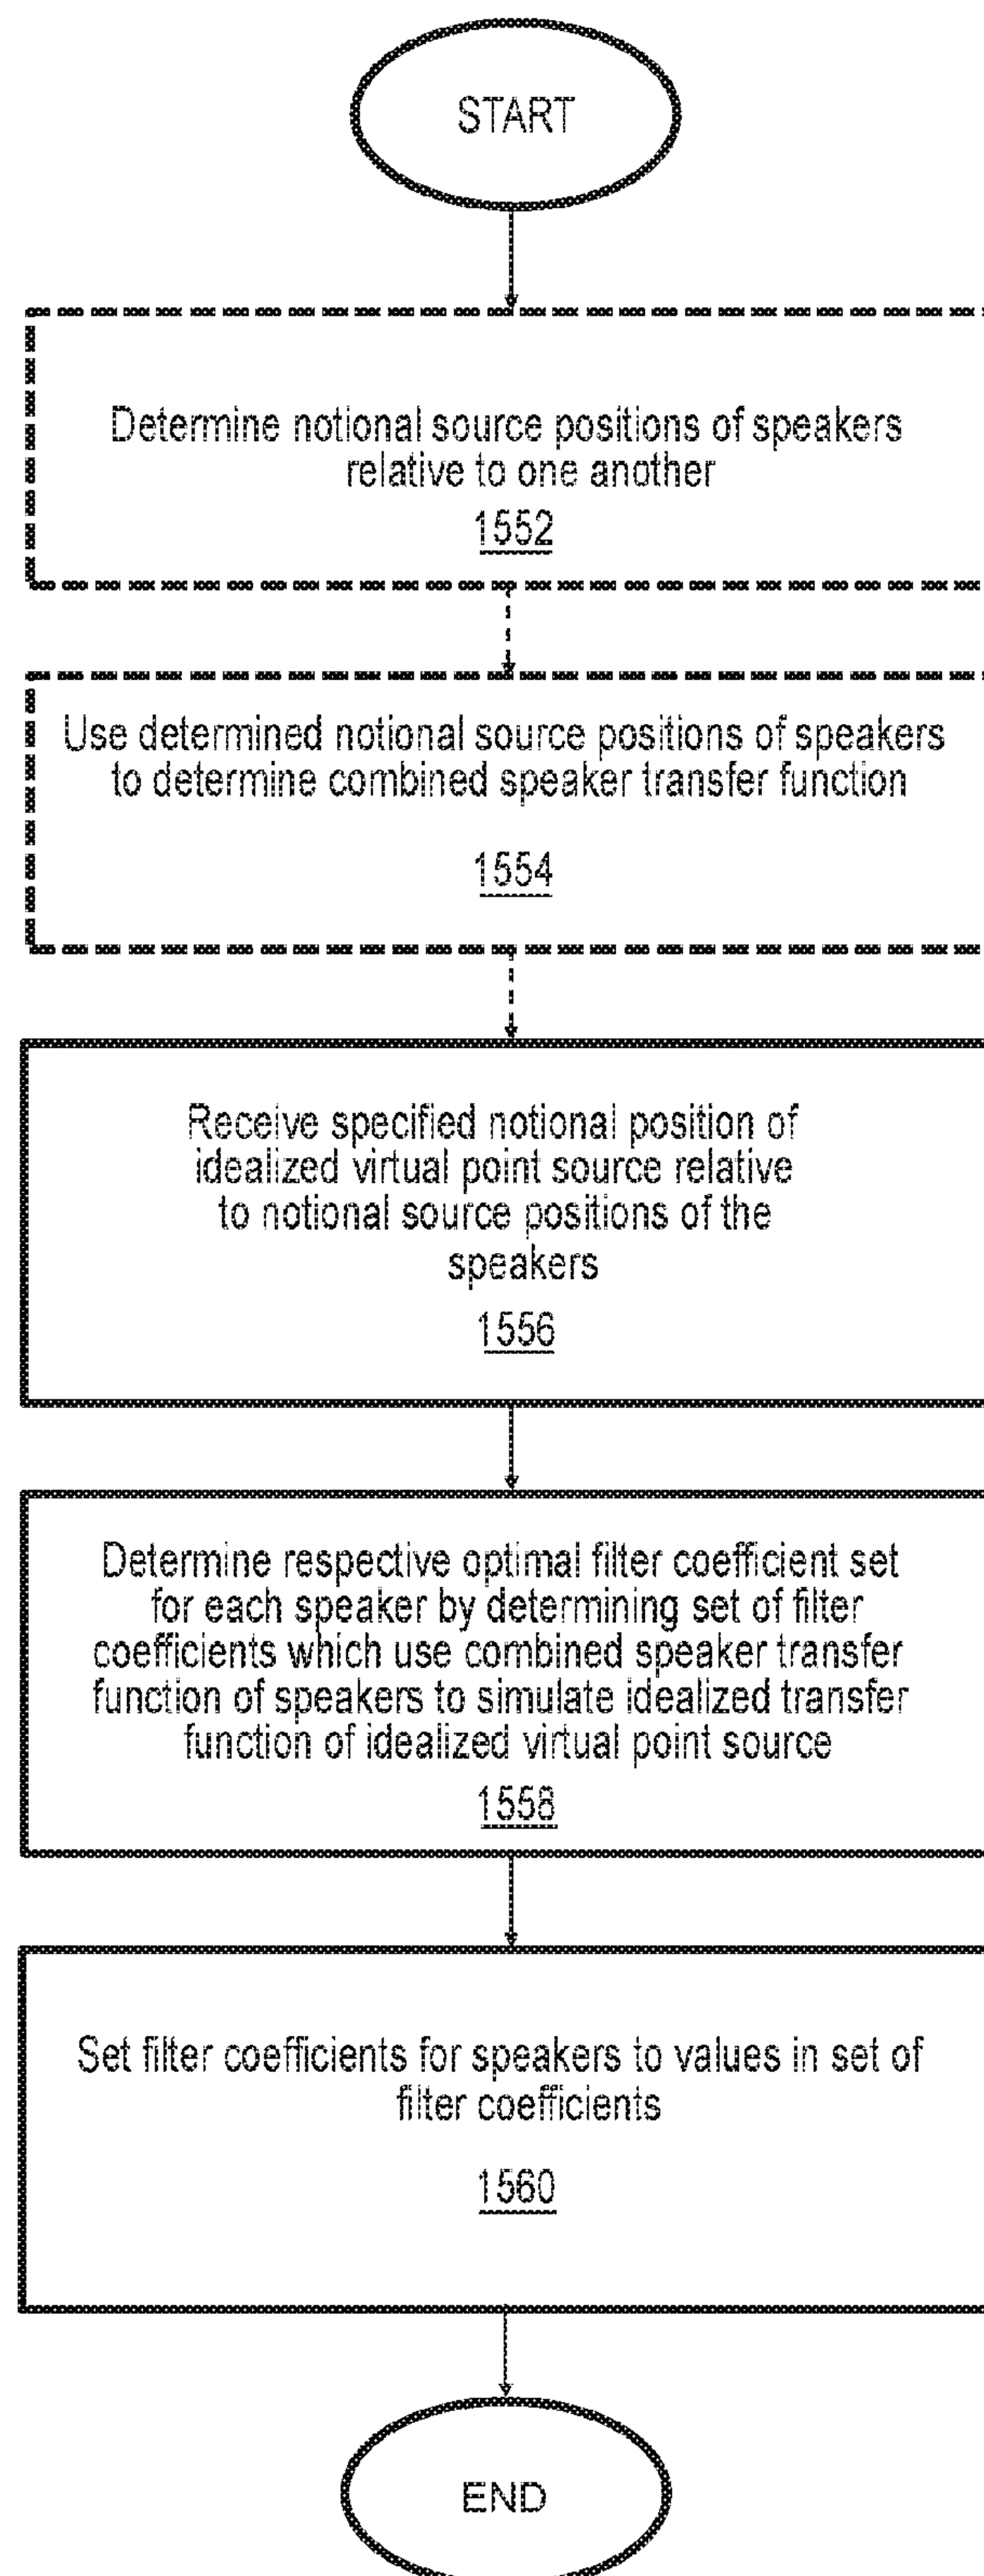 START
Determine notional source positions of speakers
relative to one another
1552
Use determined notional source positions of speakers
to determine combined speaker transfer function
1554
Receive specified notional position of
idealized virtual point source relative
to notional source positions of the
speakers
1556
Determine respective optimal filter coefficient set
for each speaker by determining set of filter
coefficients which use combined speaker transfer
function of speakers to simulate idealized transfer
function of idealized virtual point source
1558
Set filter coefficients for speakers to values in set of
filter coefficients
1560
END